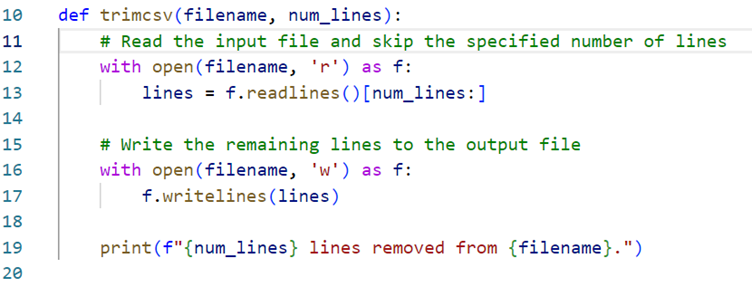 10 def trimcsv(filename, num_lines):
11     # Read the input file and skip the specified number of lines
12     with open(filename, 'r') as f:
13         lines = f.readlines()[num_lines:]
14
15     # Write the remaining lines to the output file
16     with open(filename, 'w') as f:
17         f.writelines(lines)
18
19     print(f"{num_lines} lines removed from {filename}.")
20